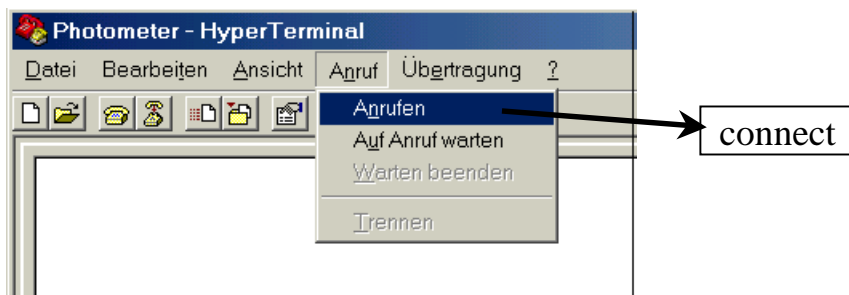 Photometer - HyperTerminal
Datei Bearbeiten Ansicht Anruf Übertragung ?
Anrufen
connect
Auf Anruf warten
Warten beenden
Trennen